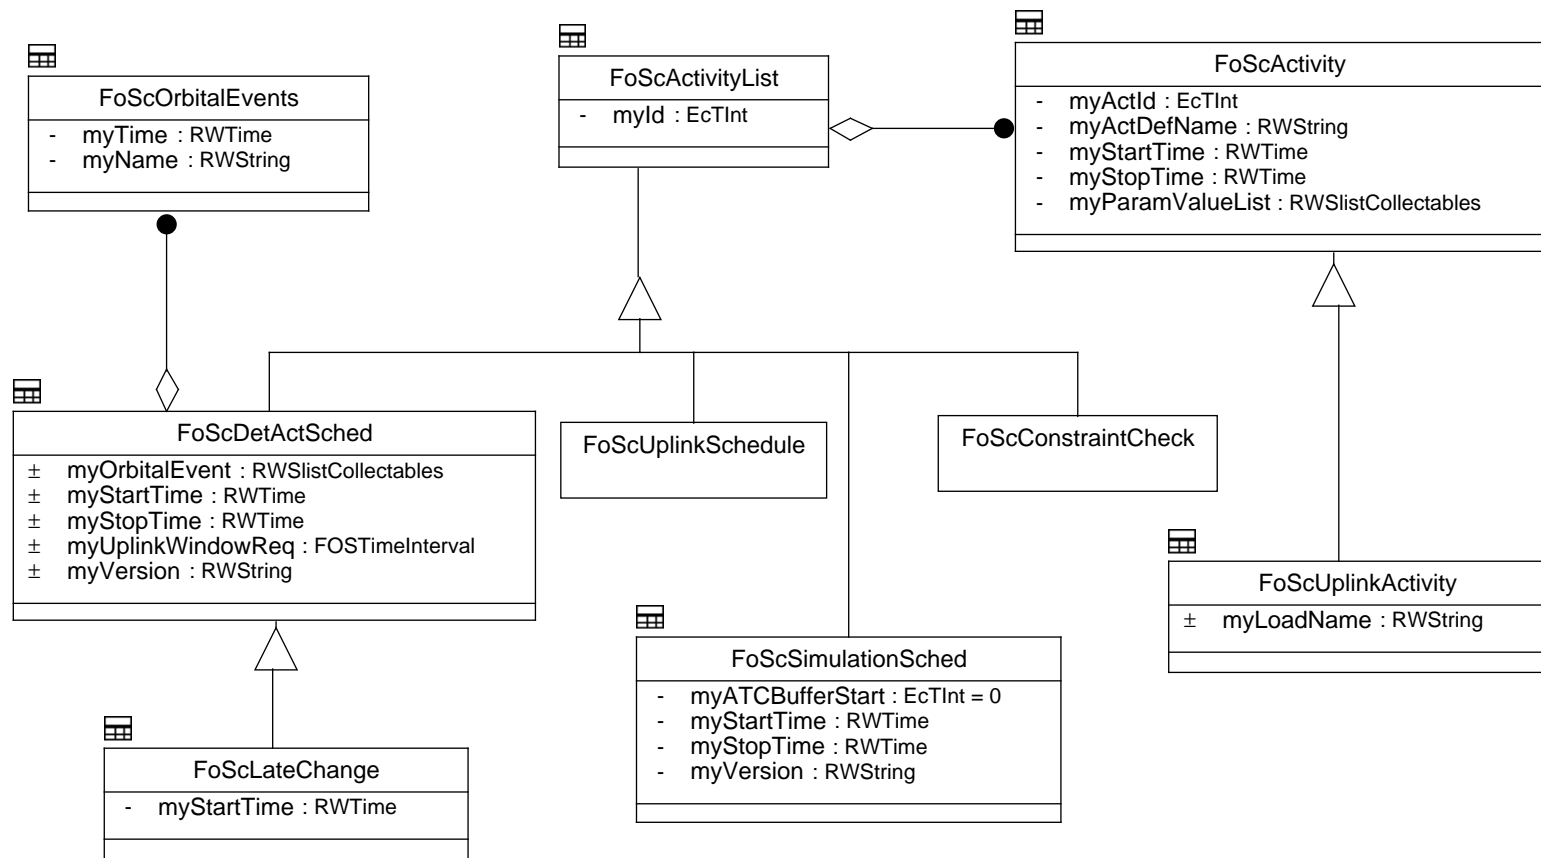 FoScOrbitalEvents
- myTime : RWTime
- myName : RWString
FoScActivityList
- myId : EcTInt
FoScActivity
- myActId : EcTInt
- myActDefName : RWString
- myStartTime : RWTime
- myStopTime : RWTime
- myParamValueList : RWSlistCollectables
FoScDetActSched
± myOrbitalEvent : RWSlistCollectables
± myStartTime : RWTime
± myStopTime : RWTime
± myUplinkWindowReq : FOSTimeInterval
± myVersion : RWString
FoScUplinkSchedule
FoScConstraintCheck
FoScUplinkActivity
± myLoadName : RWString
FoScSimulationSched
- myATCBufferStart : EcTInt = 0
- myStartTime : RWTime
- myStopTime : RWTime
- myVersion : RWString
FoScLateChange
- myStartTime : RWTime